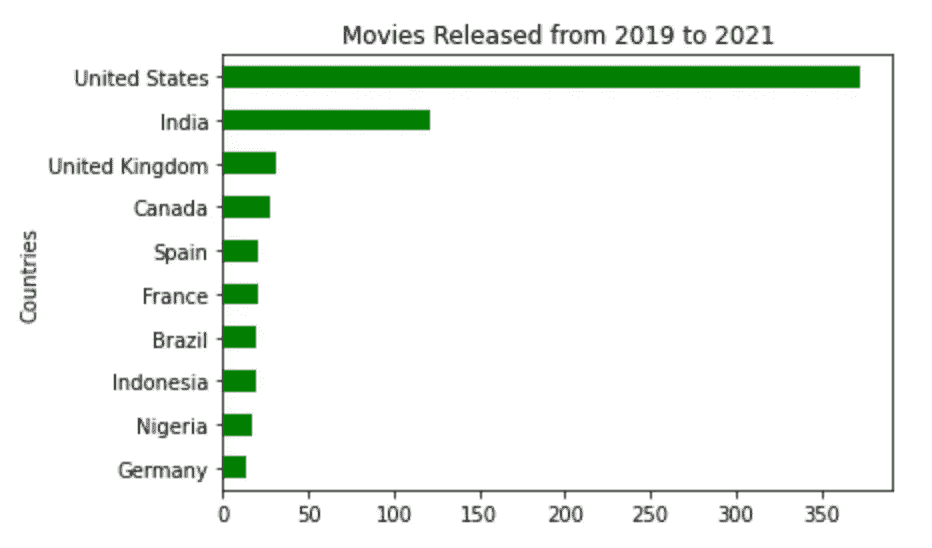 Movies Released from 2019 to 2021
United States
India
United Kingdom
Canada
Spain
France
Brazil
Indonesia
Nigeria
Germany
Countries
0 50 100 150 200 250 300 350